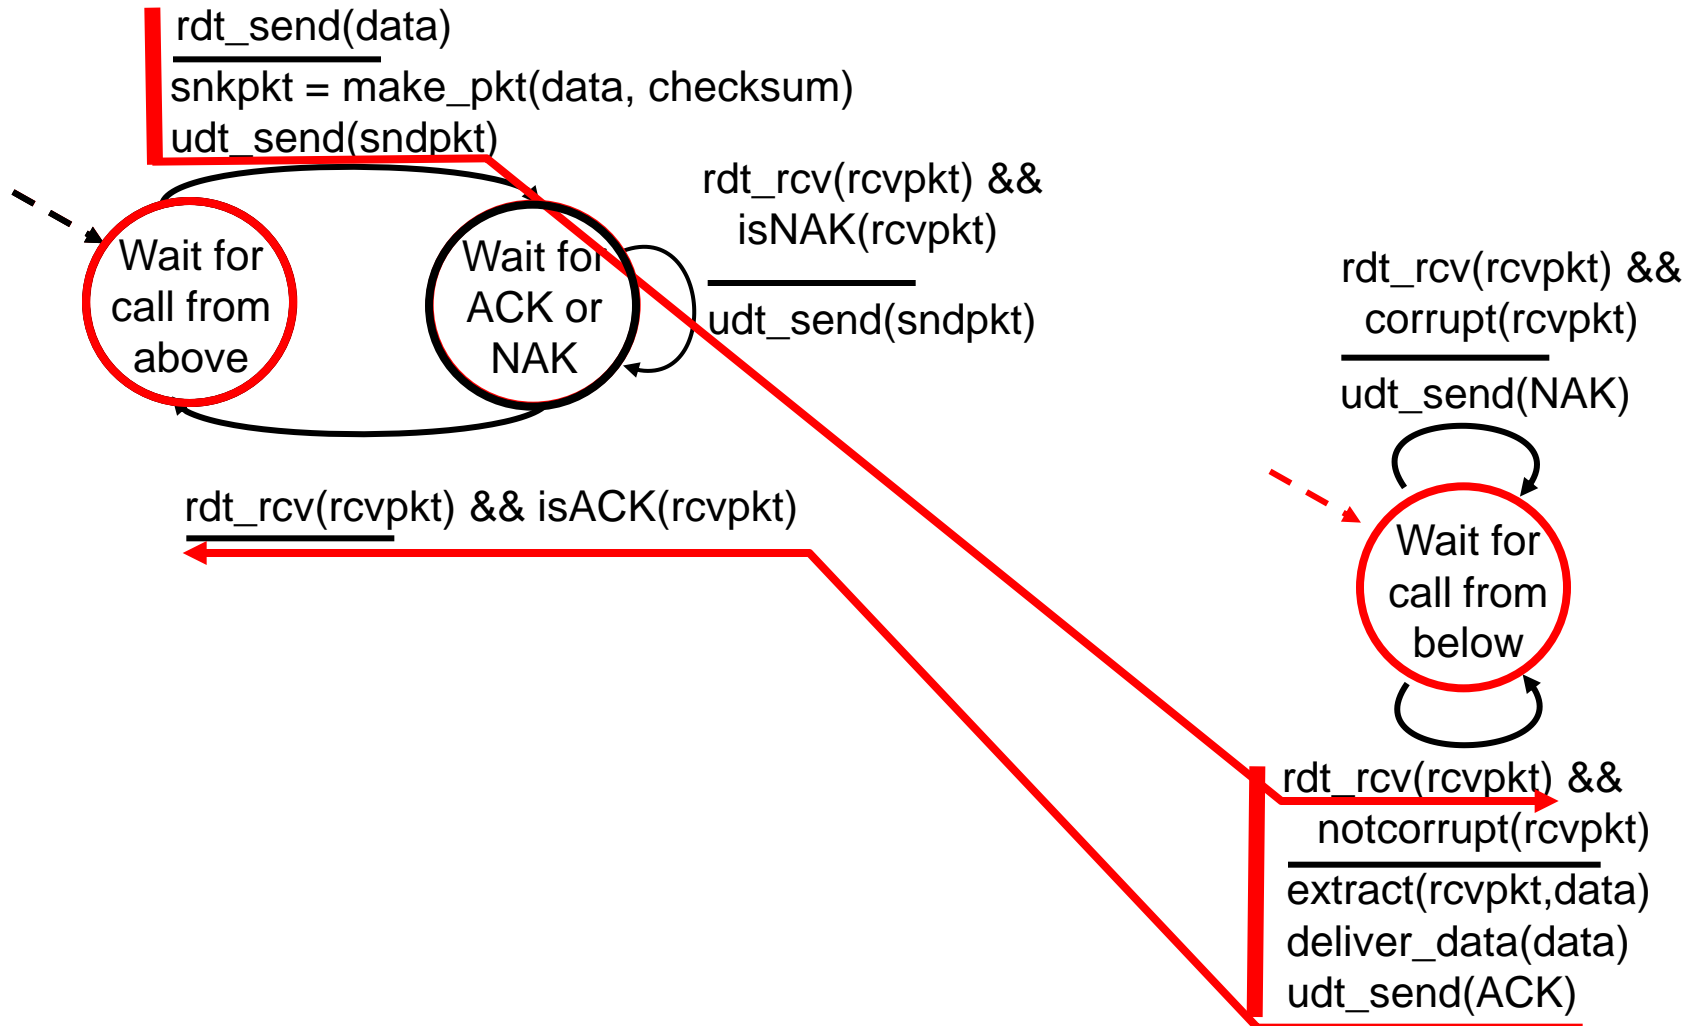 rdt_send(data)
snkpkt = make_pkt(data, checksum)
udt_send(sndpkt)
rdt_rcv(rcvpkt) &&
isNAK(rcvpkt)
udt_send(sndpkt)
Wait for
call from
above
Wait for
ACK or
NAK
rdt_rcv(rcvpkt) && isACK(rcvpkt)
rdt_rcv(rcvpkt) &&
corrupt(rcvpkt)
udt_send(NAK)
Wait for
call from
below
rdt_rcv(rcvpkt) &&
notcorrupt(rcvpkt)
extract(rcvpkt,data)
deliver_data(data)
udt_send(ACK)